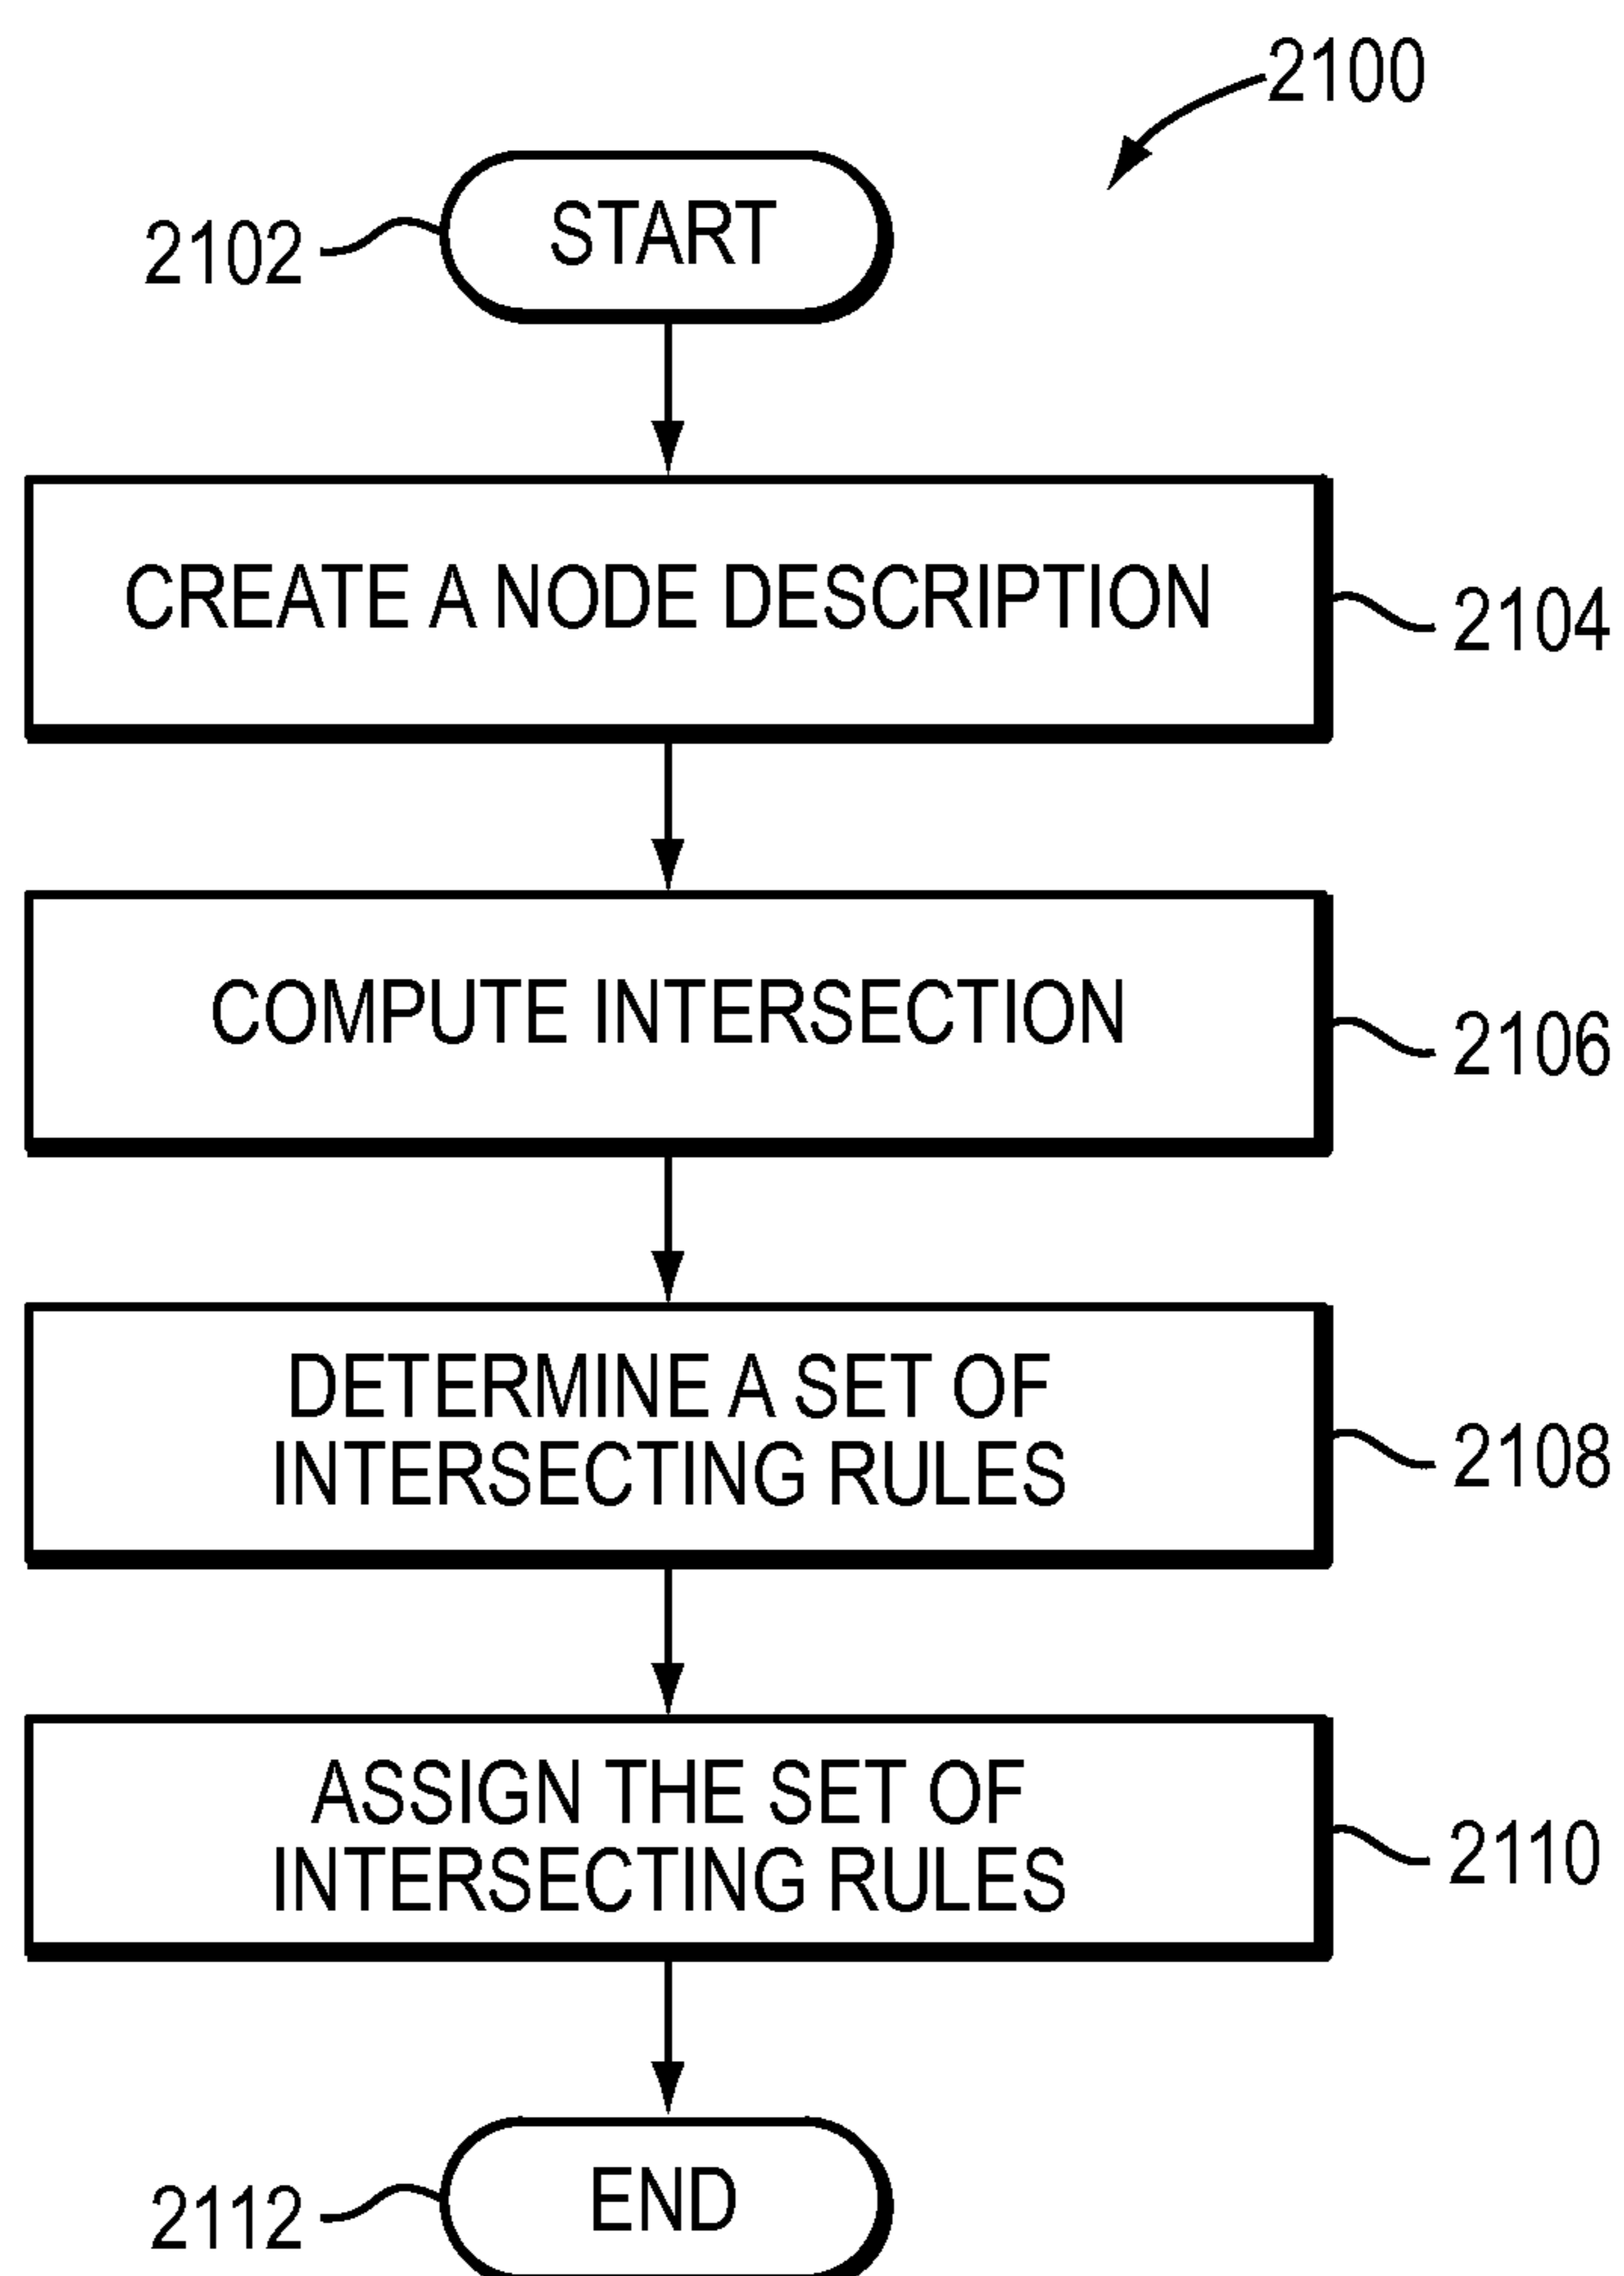 2100
START
2102
CREATE A NODE DESCRIPTION
2104
COMPUTE INTERSECTION
2106
DETERMINE A SET OF
INTERSECTING RULES
2108
ASSIGN THE SET OF
INTERSECTING RULES
2110
END
2112